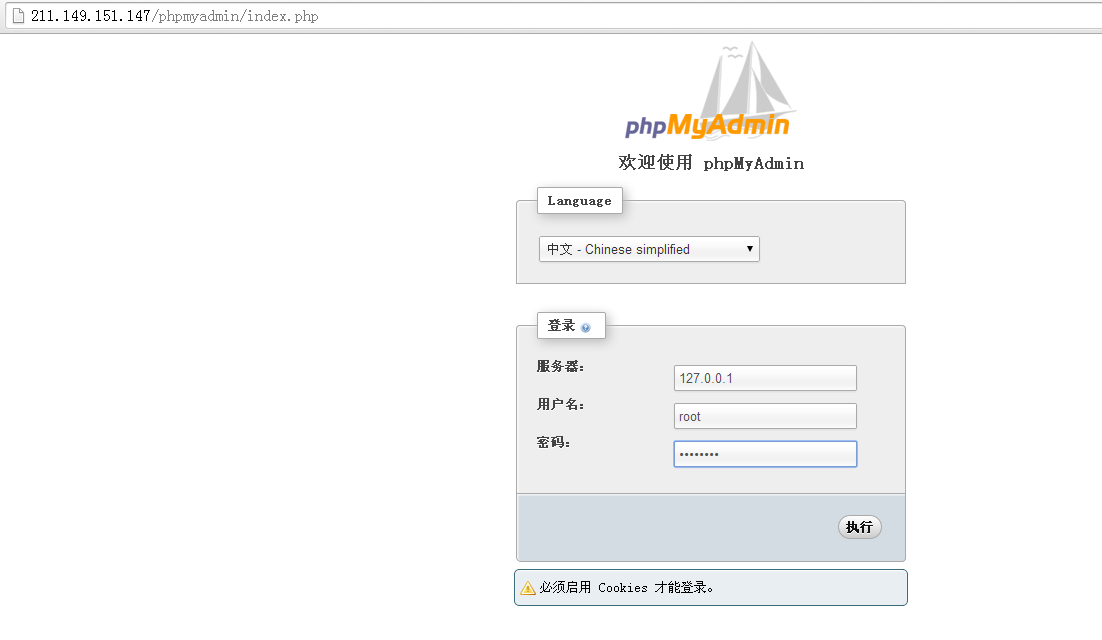 211.149.151.147/phpmyadmin/index.php
phpMyAdmin
欢迎使用 phpMyAdmin
Language
中文 - Chinese simplified
登录
服务器: 127.0.0.1
用户名: root
密码: ••••••••
执行
必须启用 Cookies 才能登录。